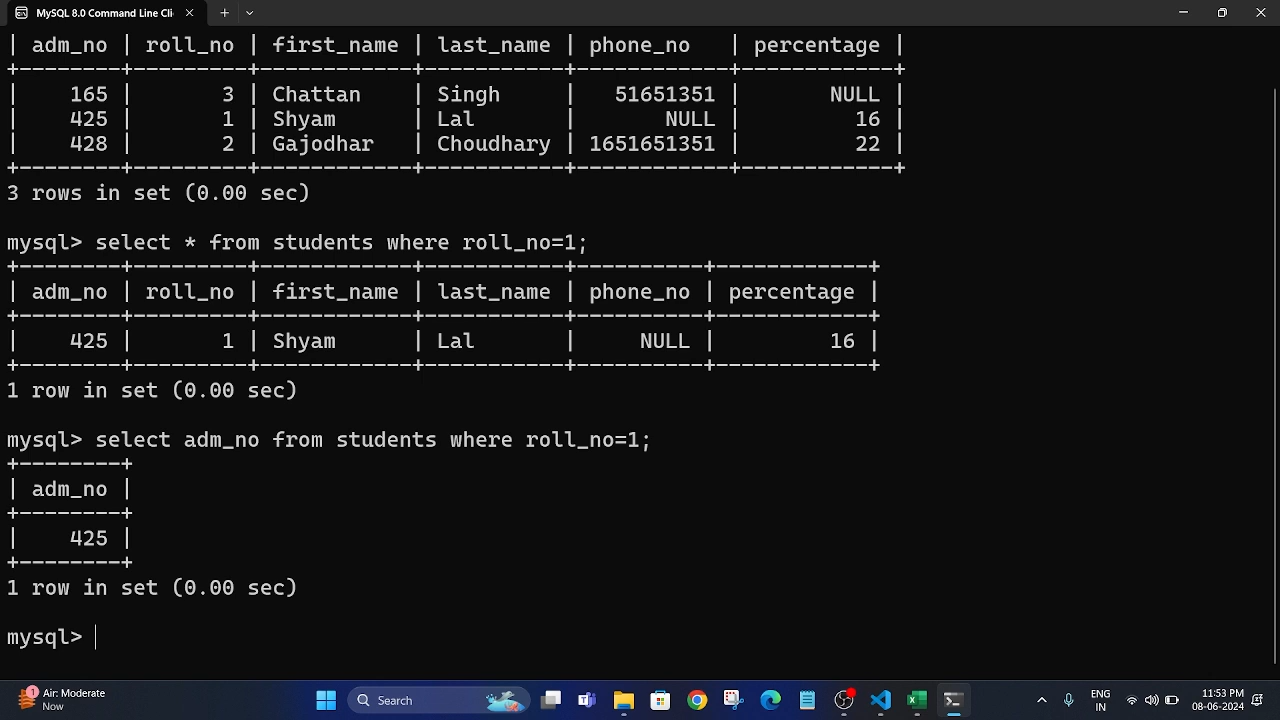 MySQL 8.0 Command Line Cli
| adm_no | roll_no | first_name | last_name | phone_no   | percentage |
+--------+---------+------------+-----------+------------+------------+
|    165 |       3 | Chattan    | Singh     |   51651351 |       NULL |
|    425 |       1 | Shyam      | Lal       |       NULL |         16 |
|    428 |       2 | Gajodhar   | Choudhary | 1651651351 |         22 |
+--------+---------+------------+-----------+------------+------------+
3 rows in set (0.00 sec)
mysql> select * from students where roll_no=1;
+--------+---------+------------+-----------+----------+------------+
| adm_no | roll_no | first_name | last_name | phone_no | percentage |
+--------+---------+------------+-----------+----------+------------+
|    425 |       1 | Shyam      | Lal       |     NULL |         16 |
+--------+---------+------------+-----------+----------+------------+
1 row in set (0.00 sec)
mysql> select adm_no from students where roll_no=1;
+--------+
| adm_no |
+--------+
|    425 |
+--------+
1 row in set (0.00 sec)
mysql>
1 Air: Moderate
Now
Search
ENG
IN
11:53 PM
08-06-2024